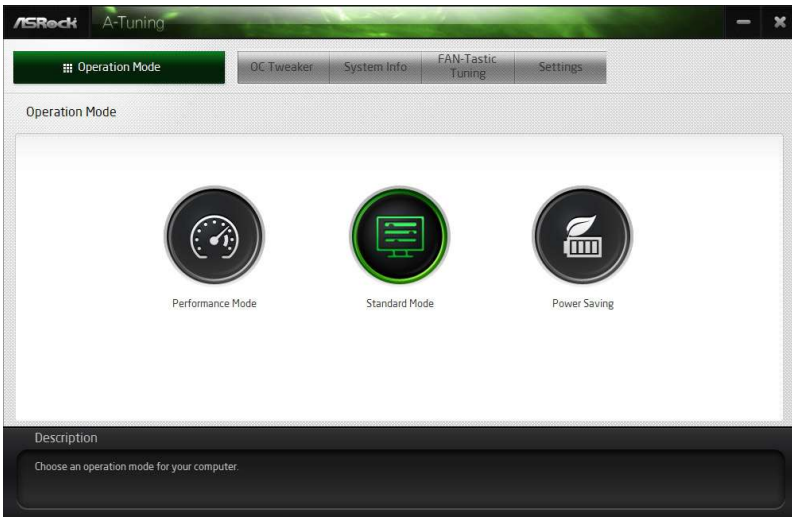 ASRock A-Tuning
Operation Mode OC Tweaker System Info FAN-Tastic Tuning Settings
Operation Mode
Performance Mode Standard Mode Power Saving
Description
Choose an operation mode for your computer.